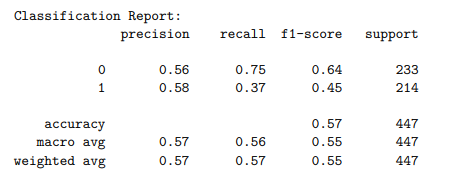 Classification Report:
precision recall f1-score support
0 0.56 0.75 0.64 233
1 0.58 0.37 0.45 214
accuracy 0.57 447
macro avg 0.57 0.56 0.55 447
weighted avg 0.57 0.57 0.55 447